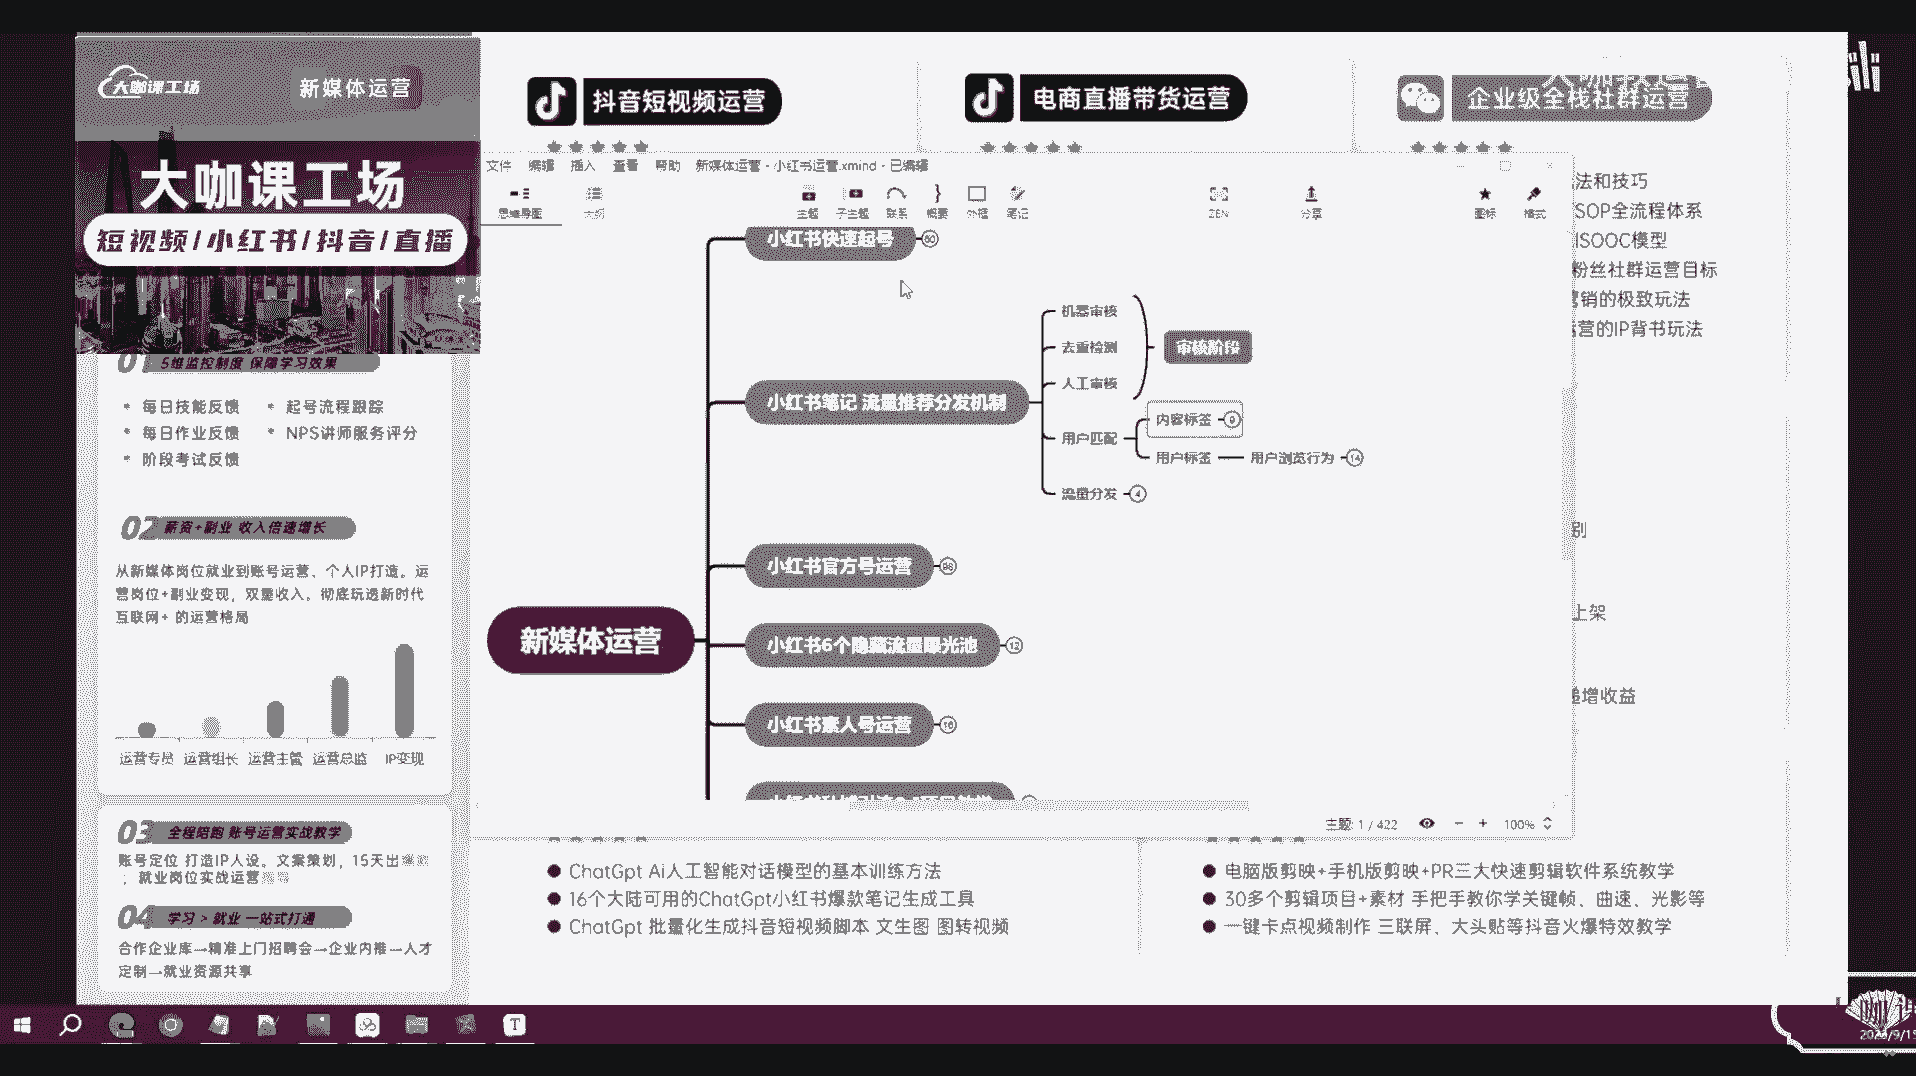 大咖课工场
新媒体运营
大咖课工场
短视频/小红书/抖音/直播
01 5维监控制度 保障学习效果
每日技能反馈
起号流程跟踪
每日作业反馈
NPS讲师服务评分
阶段考试反馈
02 薪资+副业 收入倍速增长
从新媒体岗位就业到账号运营、个人IP打造。运
营岗位+副业变现，双重收入。彻底玩透新时代
互联网+ 的运营格局
运营专员 运营组长 运营主管 运营总监 IP变现
03 全程陪跑 账号运营实战教学
账号定位 打造IP人设。文案策划，15天出
；就业岗位实战运营
04 学习 > 就业 一站式打通
合作企业库→精准上门招聘会→企业内推→人才
定制→就业资源共享
抖音短视频运营
电商直播带货运营
企业级全栈社群运营
文件 编辑 插入 查看 帮助 新媒体运营 - 小红书运营.xmind - 已编辑
思维导图 大纲 主题 子主题 联系 概要 外框 笔记 ZEN 分享 图标 格式
小红书快速起号
机器审核
去重检测
人工审核
审核阶段
小红书笔记 流量推荐分发机制
内容标签 9
用户匹配
用户标签 用户浏览行为 14
流量分发 4
小红书官方号运营
新媒体运营
小红书6个隐藏流量曝光池 12
小红书素人号运营 16
主题: 1 / 422
100%
法和技巧
SOP全流程体系
ISOOC模型
粉丝社群运营目标
营销的极致玩法
运营的IP背书玩法
别
上架
递增收益
ChatGpt Ai人工智能对话模型的基本训练方法
16个大陆可用的ChatGpt小红书爆款笔记生成工具
ChatGpt 批量化生成抖音短视频脚本 文生图 图转视频
电脑版剪映+手机版剪映+PR三大快速剪辑软件系统教学
30多个剪辑项目+素材 手把手教你学关键帧、曲速、光影等
一键卡点视频制作 三联屏、大头贴等抖音火爆特效教学